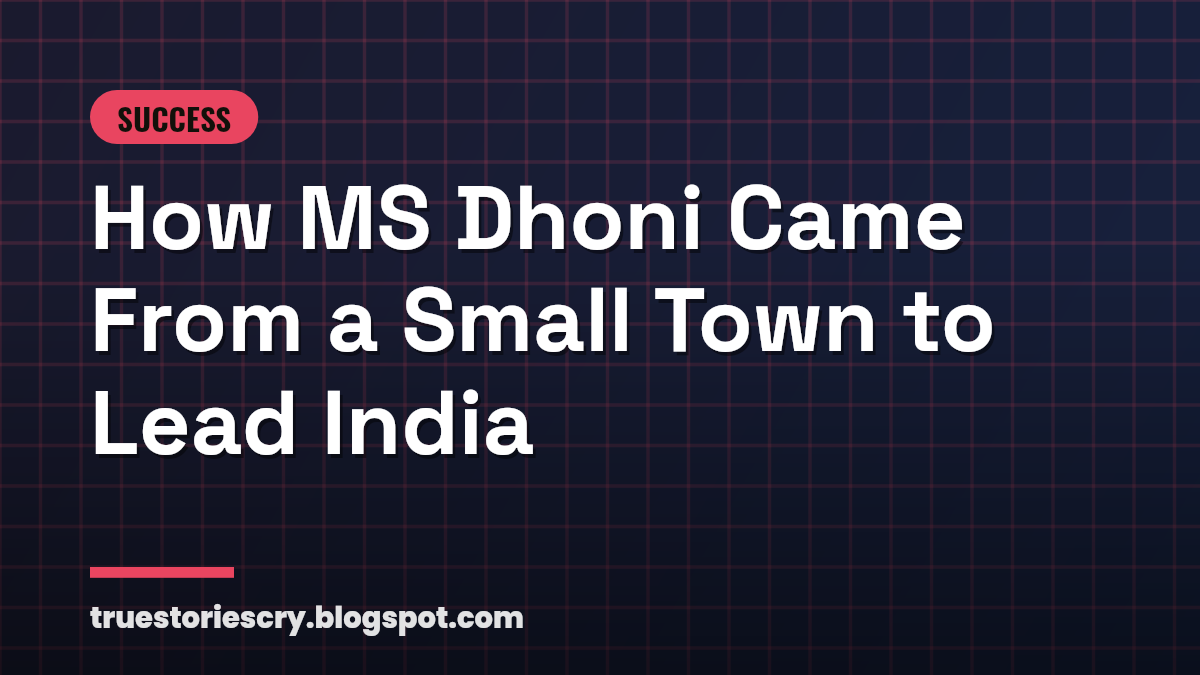 SUCCESS
How MS Dhoni Came
From a Small Town to
Lead India
truestoriescry.blogspot.com